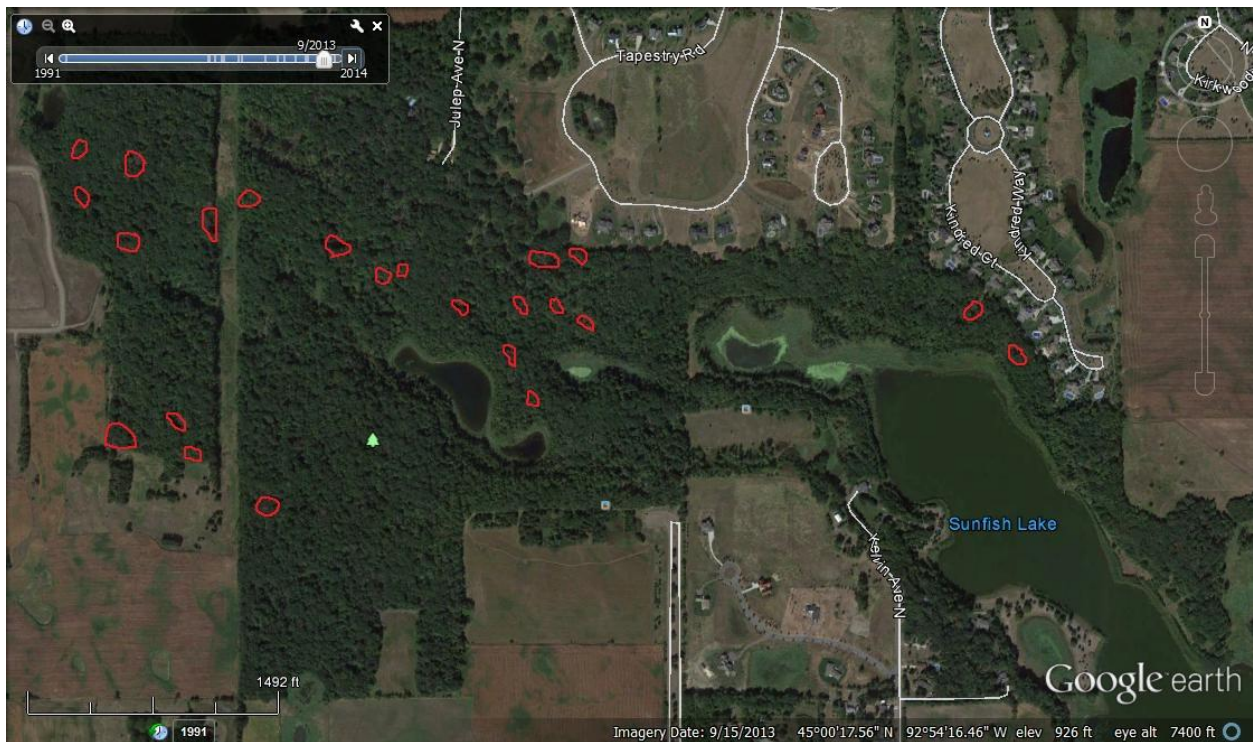 9/2013
1991
2014
Julep Ave N
Tapestry Rd
N
Kirkwood
Kindred Way
Kindred Ct
Sunfish Lake
Kelvin Ave N
1492 ft
Google earth
1991
Imagery Date: 9/15/2013 45°00'17.56" N 92°54'16.46" W elev 926 ft eye alt 7400 ft